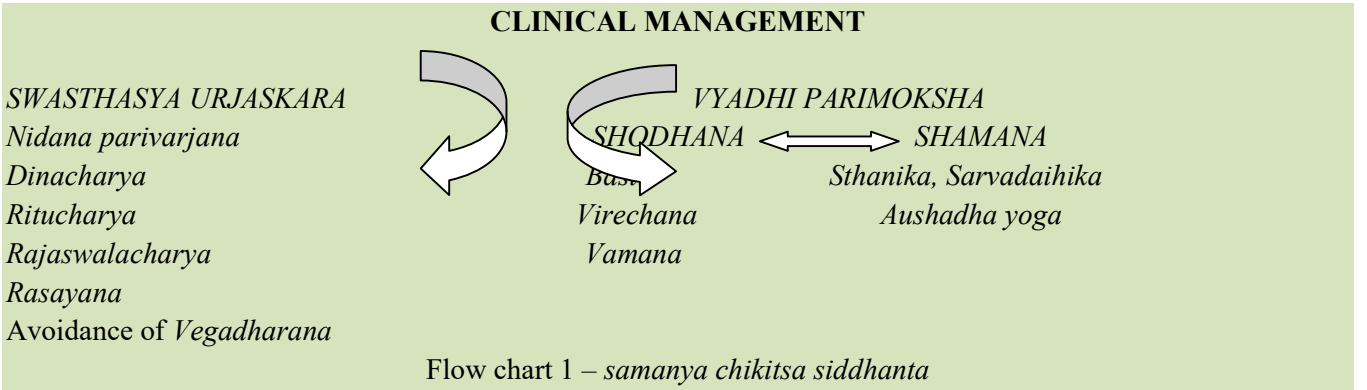 CLINICAL MANAGEMENT
SWASTHASYA URJASKARA VYADHI PARIMOKSHA
Nidana parivarjana SHODHANA SHAMANA
Dinacharya Sthanika, Sarvadaihika
Ritucharya Virechana Aushadha yoga
Rajaswalacharya Vamana
Rasayana
Avoidance of Vegadharana
Flow chart 1 – samanya chikitsa siddhanta